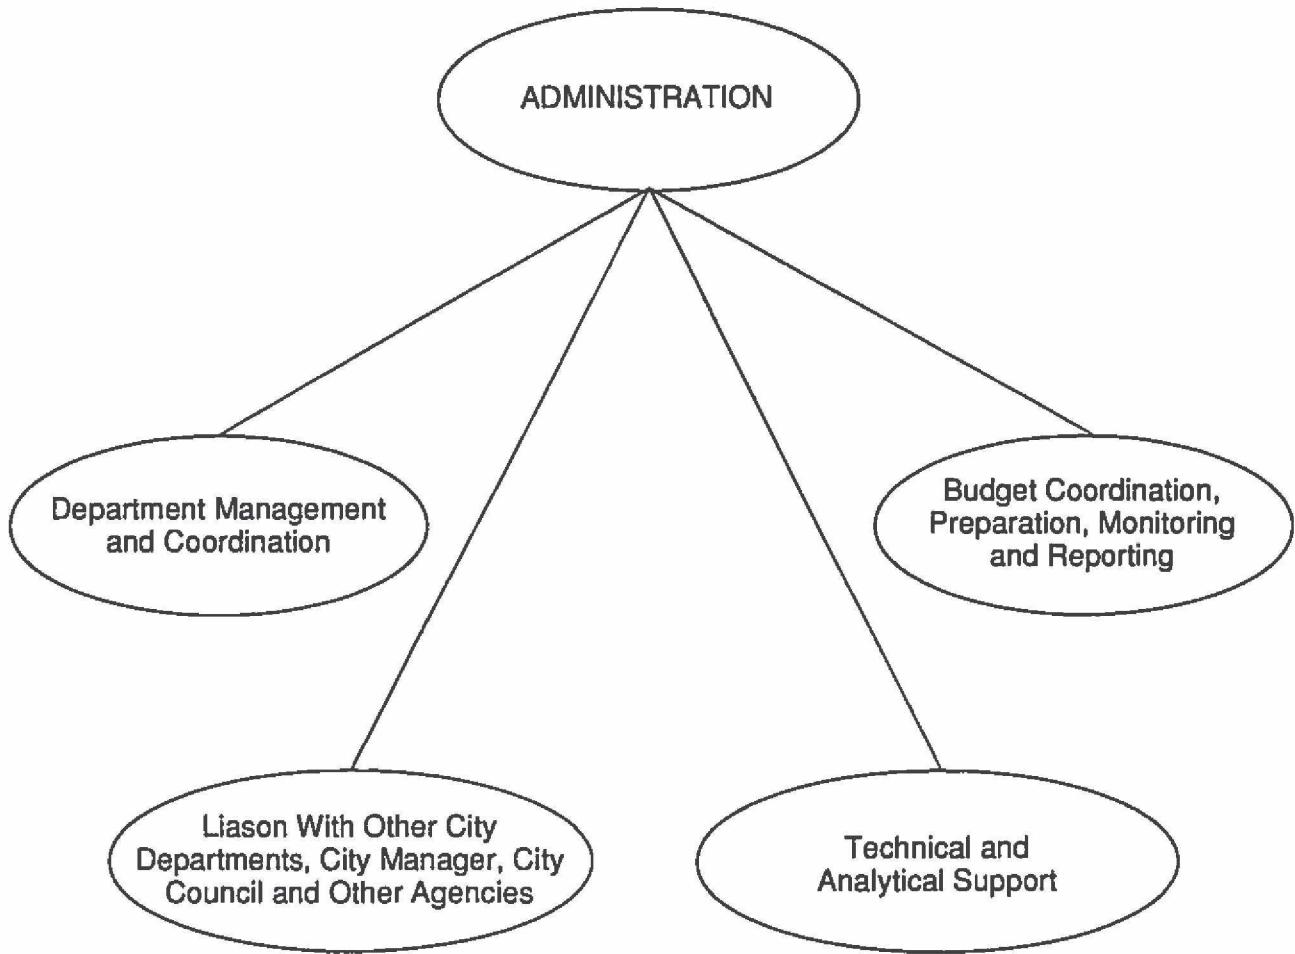 ADMINISTRATION
Department Management
and Coordination
Budget Coordination,
Preparation, Monitoring
and Reporting
Liason With Other City
Departments, City Manager, City
Council and Other Agencies
Technical and
Analytical Support